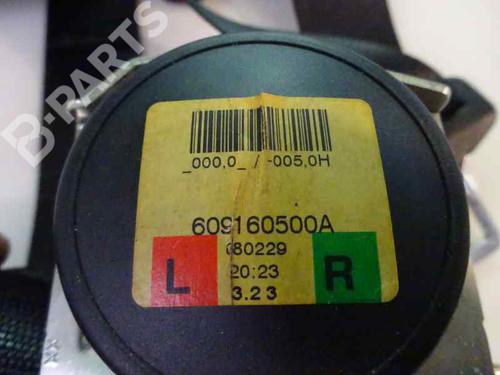 B-PARTS
_000,0_ / -005,0H
609160500A
080229
20:23
3.23
L
R